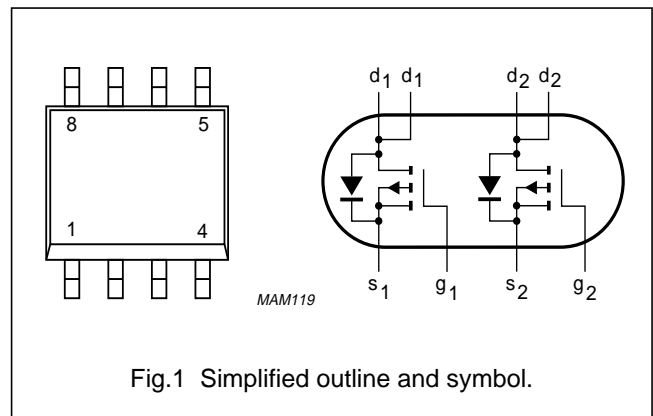 d1 d1 d2 d2
8 5
1 4
s1 g1 s2 g2
MAM119
Fig.1 Simplified outline and symbol.